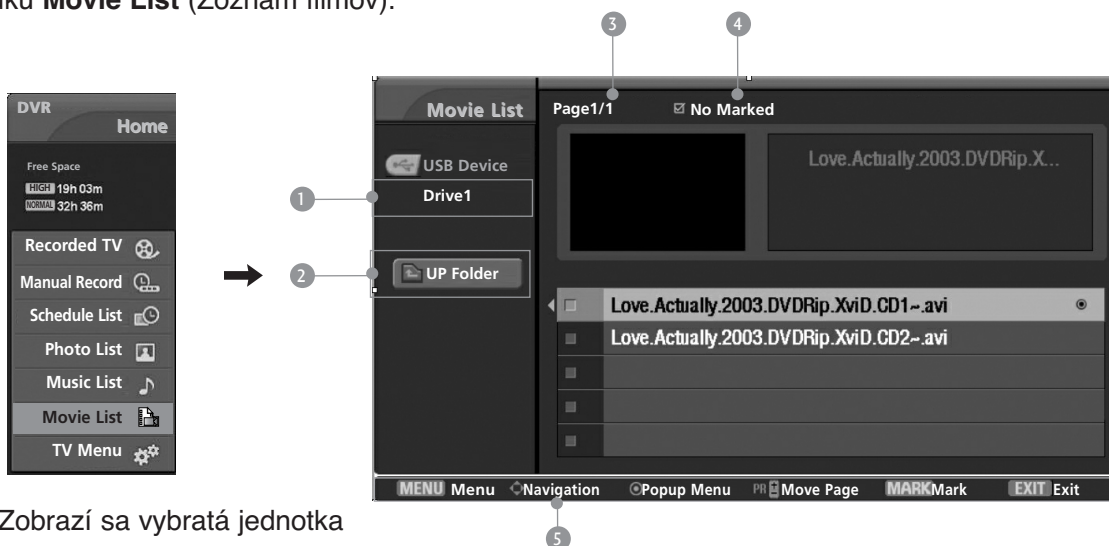 nku Movie List (Zoznam filmov).
3
4
DVR
Home
Free Space
HIGH 19h 03m
NORMAL 32h 36m
Recorded TV
Manual Record
Schedule List
Photo List
Music List
Movie List
TV Menu
Movie List
Page1/1
No Marked
USB Device
1
Drive1
2
UP Folder
Love.Actually.2003.DVDRip.X...
Love.Actually.2003.DVDRip.XviD.CD1~.avi
Love.Actually.2003.DVDRip.XviD.CD2~.avi
MENU Menu Navigation Popup Menu PR Move Page MARK Mark EXIT Exit
5
Zobrazí sa vybratá jednotka